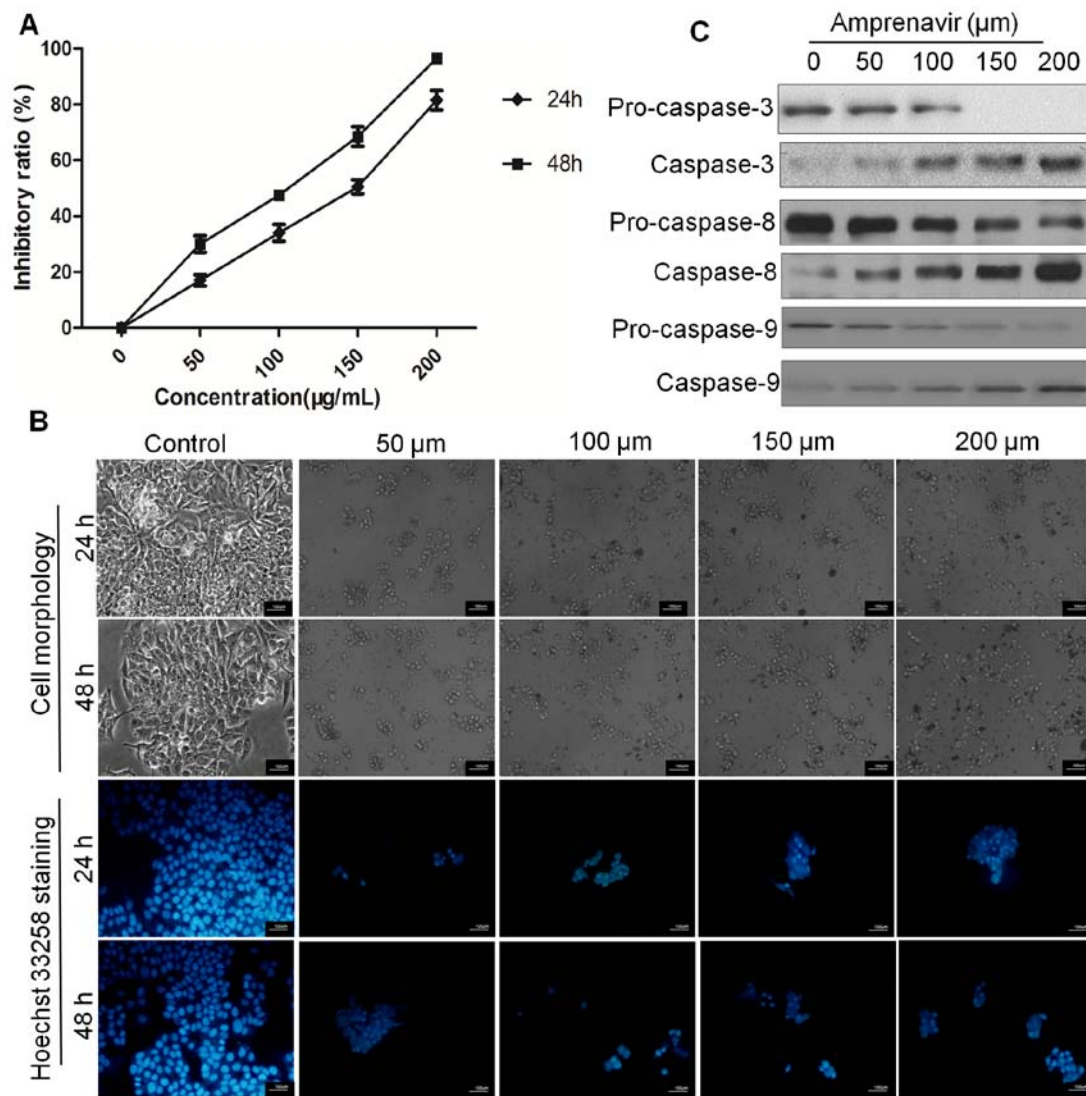 A
100
80
60
40
20
0
Inhibitory ratio (%)
0 50 100 150 200
Concentration(µg/mL)
24h
48h
C
Amprenavir (µm)
0 50 100 150 200
Pro-caspase-3
Caspase-3
Pro-caspase-8
Caspase-8
Pro-caspase-9
Caspase-9
B
Control 50 µm 100 µm 150 µm 200 µm
Cell morphology
24 h
48 h
Hoechst 33258 staining
24 h
48 h